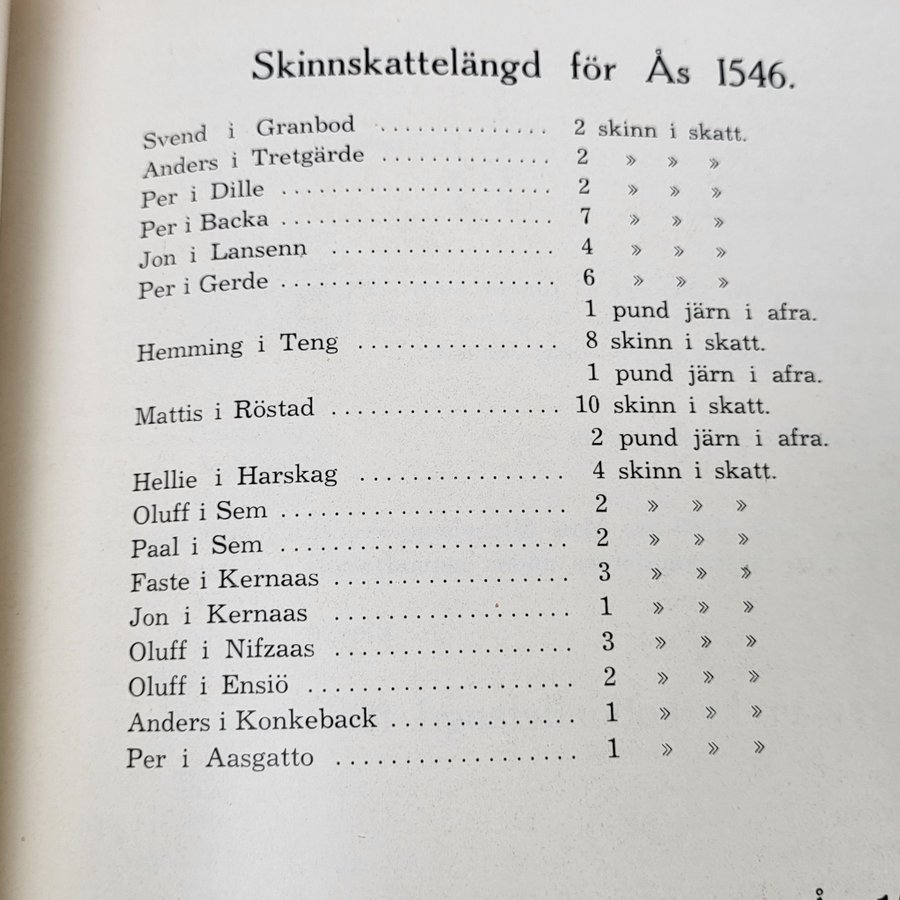 Skinnskattelängd för Ås 1546.
Svend i Granbod .............. 2 skinn i skatt.
Anders i Tretgärde .............. 2 » » »
Per i Dille ....................... 2 » » »
Per i Backa ....................... 7 » » »
Jon i Lansenn ................... 4 » » »
Per i Gerde ....................... 6 » » »
1 pund järn i afra.
Hemming i Teng ................. 8 skinn i skatt.
1 pund järn i afra.
Mattis i Röstad ................... 10 skinn i skatt.
2 pund järn i afra.
Hellie i Harskag ................. 4 skinn i skatt.
Oluff i Sem ........................ 2 » » »
Paal i Sem ........................ 2 » » »
Faste i Kernaas ................... 3 » » »
Jon i Kernaas ................... 1 » » »
Oluff i Nifzaas ................... 3 » » »
Oluff i Ensiö ...................... 2 » » »
Anders i Konkeback ............... 1 » » »
Per i Aasgatto ................... 1 » » »